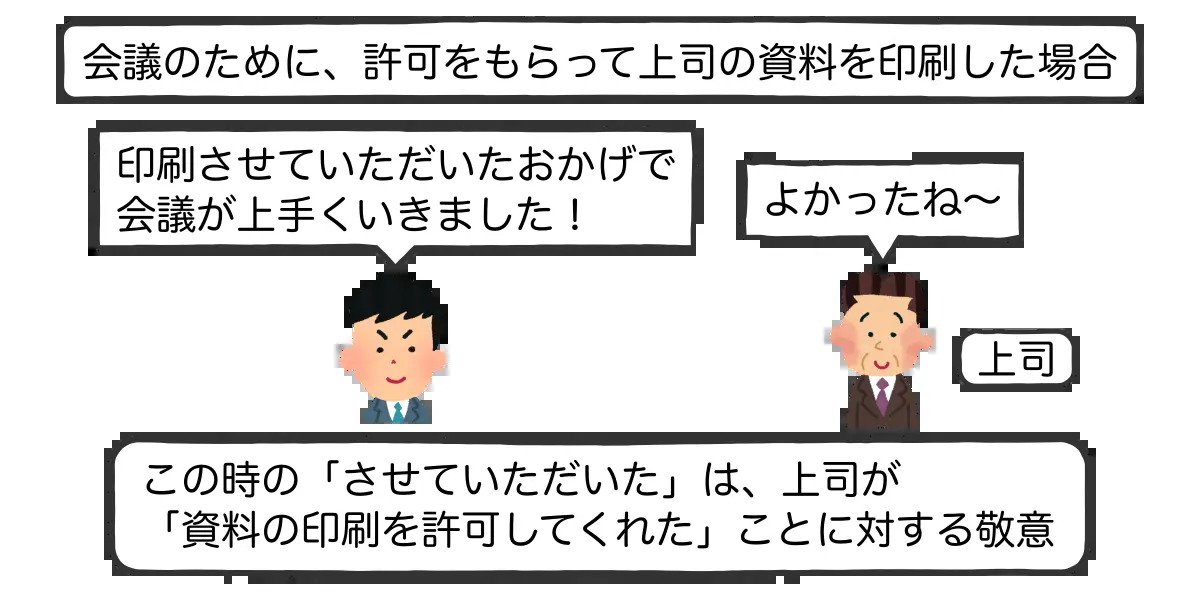 会議のために、許可をもらって上司の資料を印刷した場合
印刷させていただいたおかげで
会議が上手くいきました！
よかったね～
上司
この時の「させていただいた」は、上司が
「資料の印刷を許可してくれた」ことに対する敬意